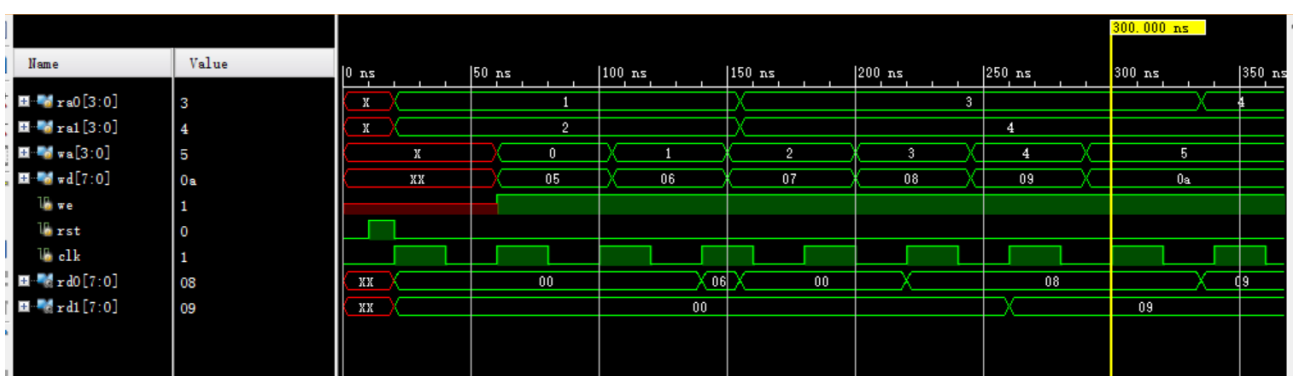 300.000 ns
Name Value
0 ns 50 ns 100 ns 150 ns 200 ns 250 ns 300 ns 350 ns
ra0[3:0] 3 X 1 3 4
ra1[3:0] 4 X 2 4
wa[3:0] 5 X 0 1 2 3 4 5
wd[7:0] 0a XX 05 06 07 08 09 0a
we 1
rst 0
clk 1
rd0[7:0] 08 XX 00 06 00 08 09
rd1[7:0] 09 XX 00 09